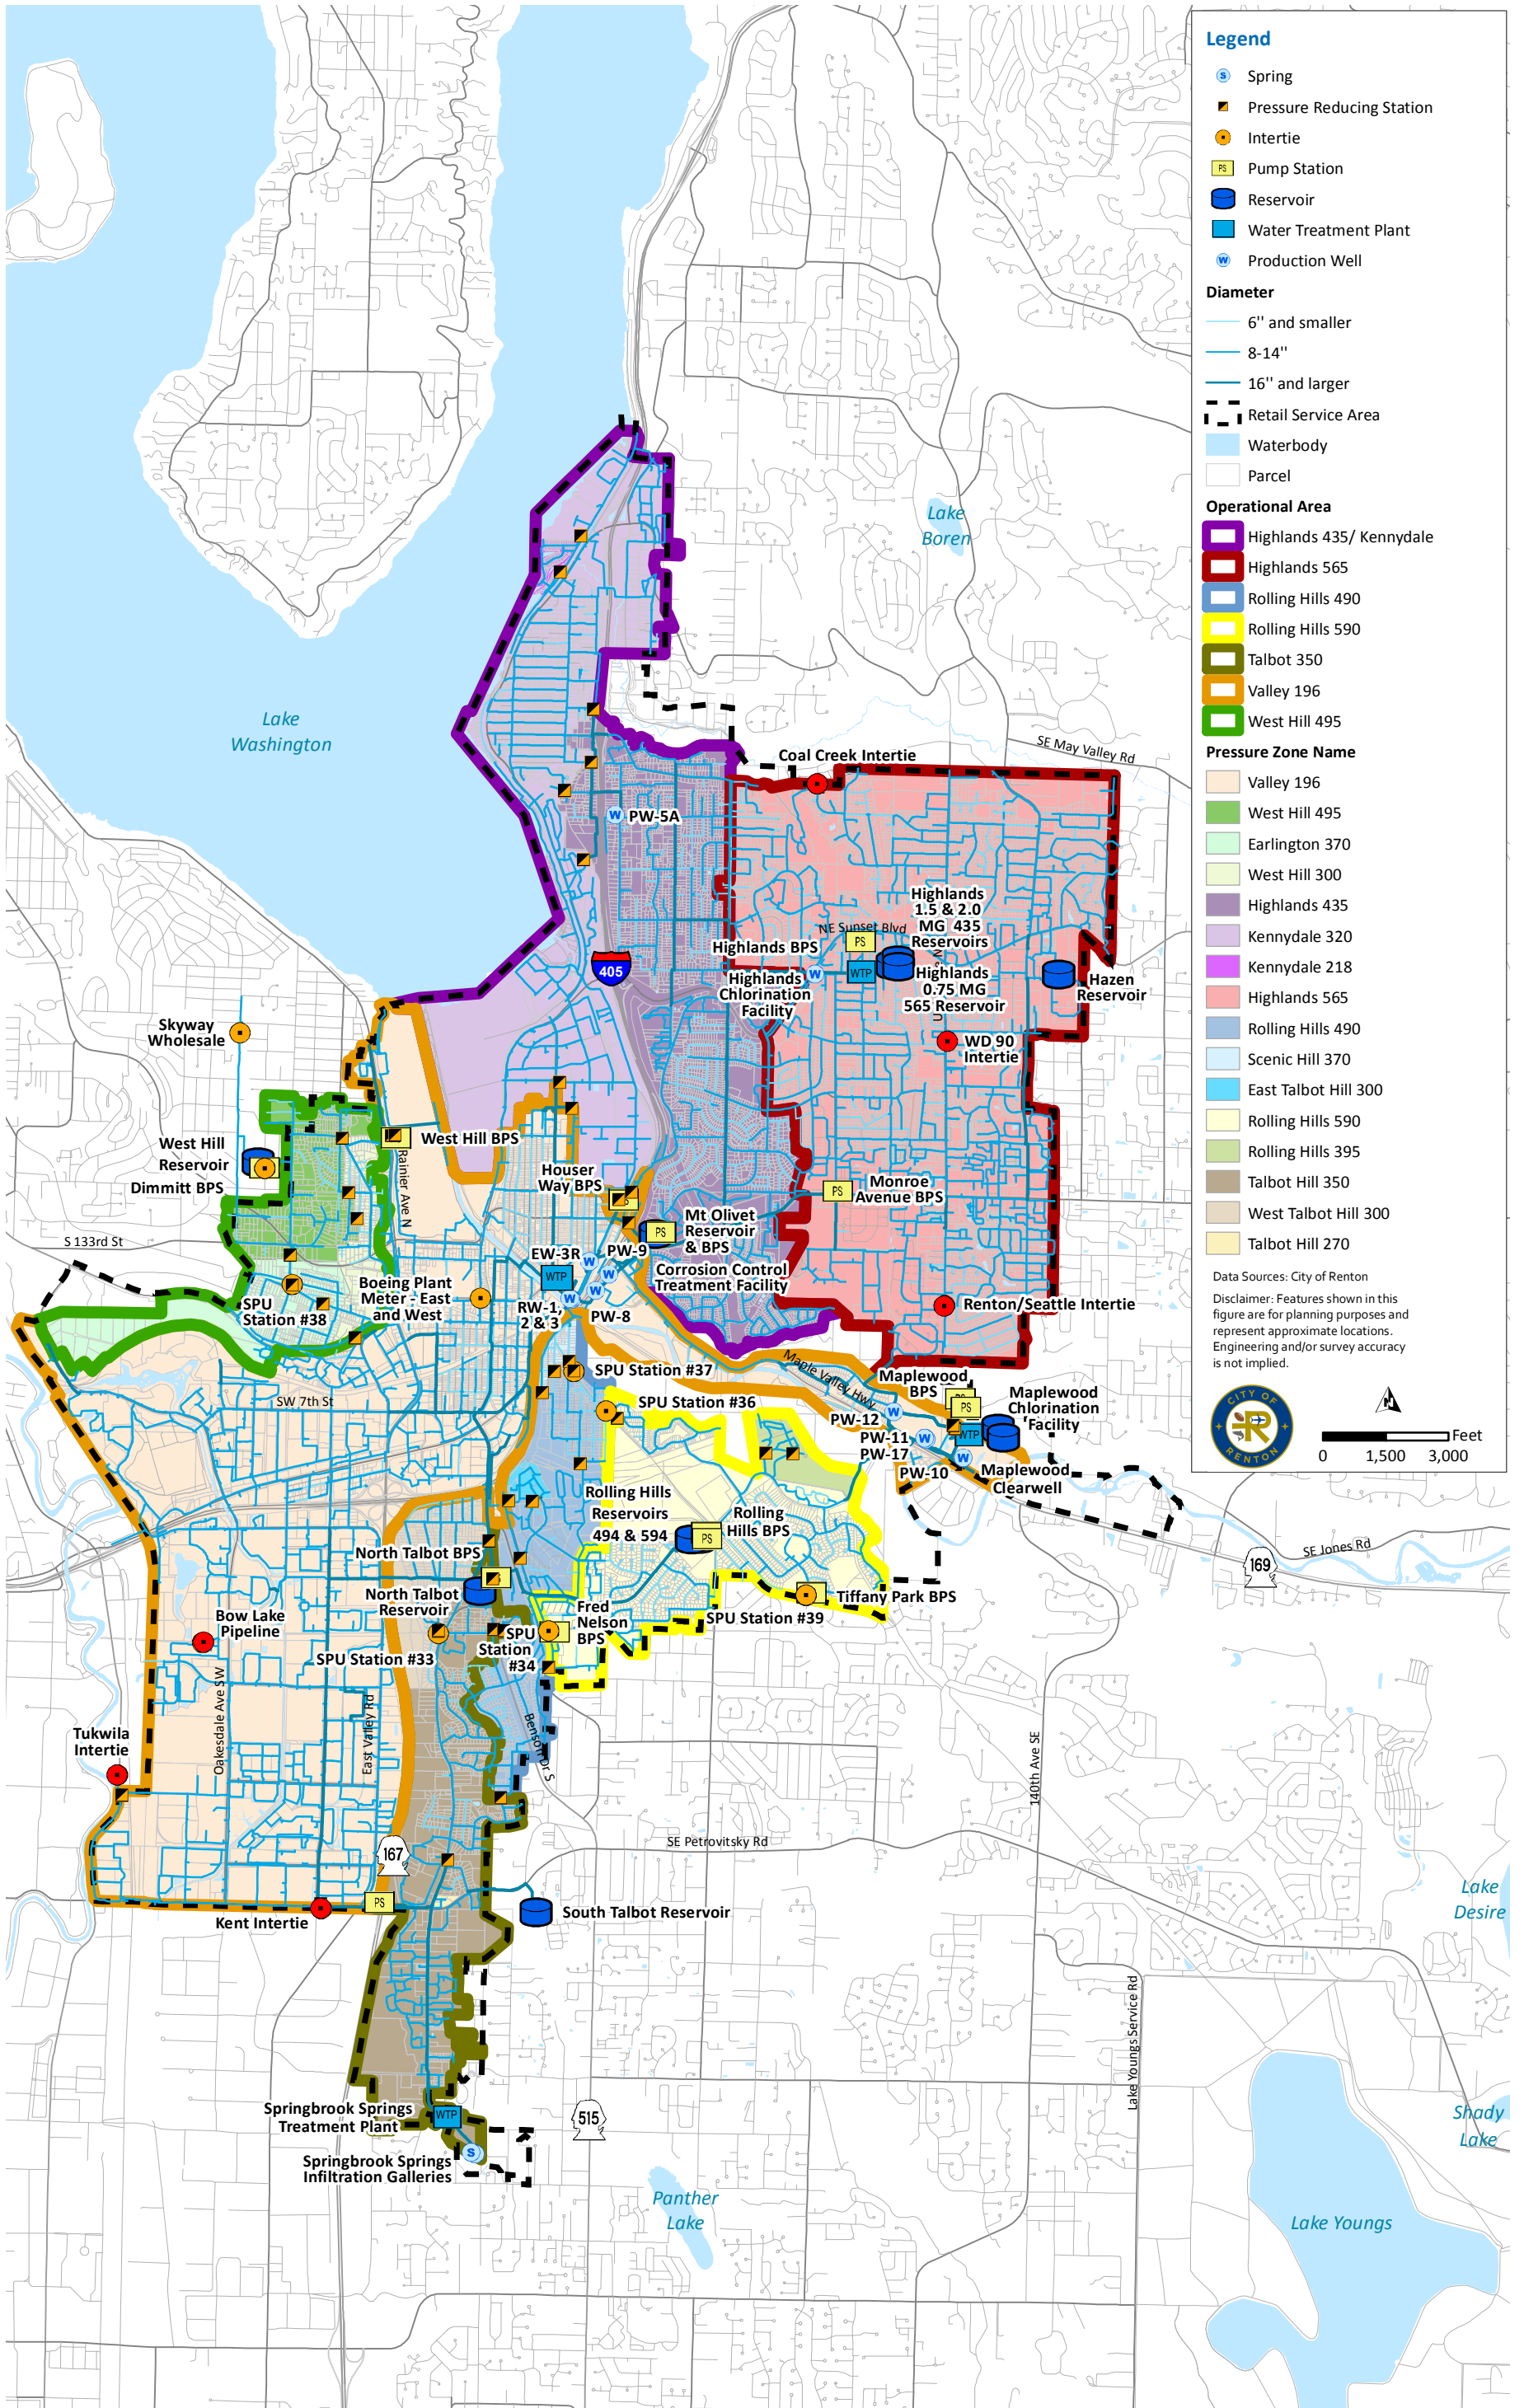 Legend
Spring
Pressure Reducing Station
Intertie
PS
Pump Station
Reservoir
Water Treatment Plant
Production Well
Diameter
6'' and smaller
8-14''
16'' and larger
Retail Service Area
Waterbody
Parcel
Operational Area
Highlands 435/ Kennydale
Highlands 565
Rolling Hills 490
Rolling Hills 590
Talbot 350
Valley 196
West Hill 495
Pressure Zone Name
Valley 196
West Hill 495
Earlington 370
West Hill 300
Highlands 435
Kennydale 320
Kennydale 218
Highlands 565
Rolling Hills 490
Scenic Hill 370
East Talbot Hill 300
Rolling Hills 590
Rolling Hills 395
Talbot Hill 350
West Talbot Hill 300
Talbot Hill 270
Data Sources: City of Renton
Disclaimer: Features shown in this
figure are for planning purposes and
represent approximate locations.
Engineering and/or survey accuracy
is not implied.
CITY OF
RENTON
N
Feet
0 1,500 3,000
Lake
Boren
Lake
Washington
SE May Valley Rd
Coal Creek Intertie
W PW-5A
Highlands
1.5 & 2.0
MG 435
Reservoirs
NE Sunset Blvd
Highlands BPS
PS
405
WTP
W
Highlands
Chlorination
Facility
Highlands
0.75 MG
565 Reservoir
Hazen
Reservoir
Skyway
Wholesale
WD 90
Intertie
West Hill
Reservoir
Dimmitt BPS
West Hill BPS
Rainier Ave N
Houser
Way BPS
Monroe
Avenue BPS
PS
Mt Olivet
Reservoir
& BPS
PS
S 133rd St
EW-3R
PW-9
WTP
Corrosion Control
Treatment Facility
Boeing Plant
Meter - East
and West
SPU
Station #38
RW-1,
2 & 3
PW-8
Renton/Seattle Intertie
SPU Station #37
Maple Valley Hwy
Maplewood
BPS
PS
Maplewood
Chlorination
Facility
SW 7th St
SPU Station #36
PW-12
PW-11
PW-17
WTP
PW-10
Maplewood
Clearwell
Rolling Hills
Reservoirs
494 & 594
Rolling
Hills BPS
PS
North Talbot BPS
North Talbot
Reservoir
SE Jones Rd
169
Tiffany Park BPS
SPU Station #39
Fred
Nelson
BPS
SPU
Station
#34
Bow Lake
Pipeline
SPU Station #33
Oakesdale Ave SW
East Valley Rd
Benson Dr S
140th Ave SE
Tukwila
Intertie
SE Petrovitsky Rd
167
PS
Kent Intertie
South Talbot Reservoir
Lake
Desire
Lake Youngs Service Rd
Springbrook Springs
Treatment Plant
WTP
515
Springbrook Springs
Infiltration Galleries
S
Shady
Lake
Panther
Lake
Lake Youngs